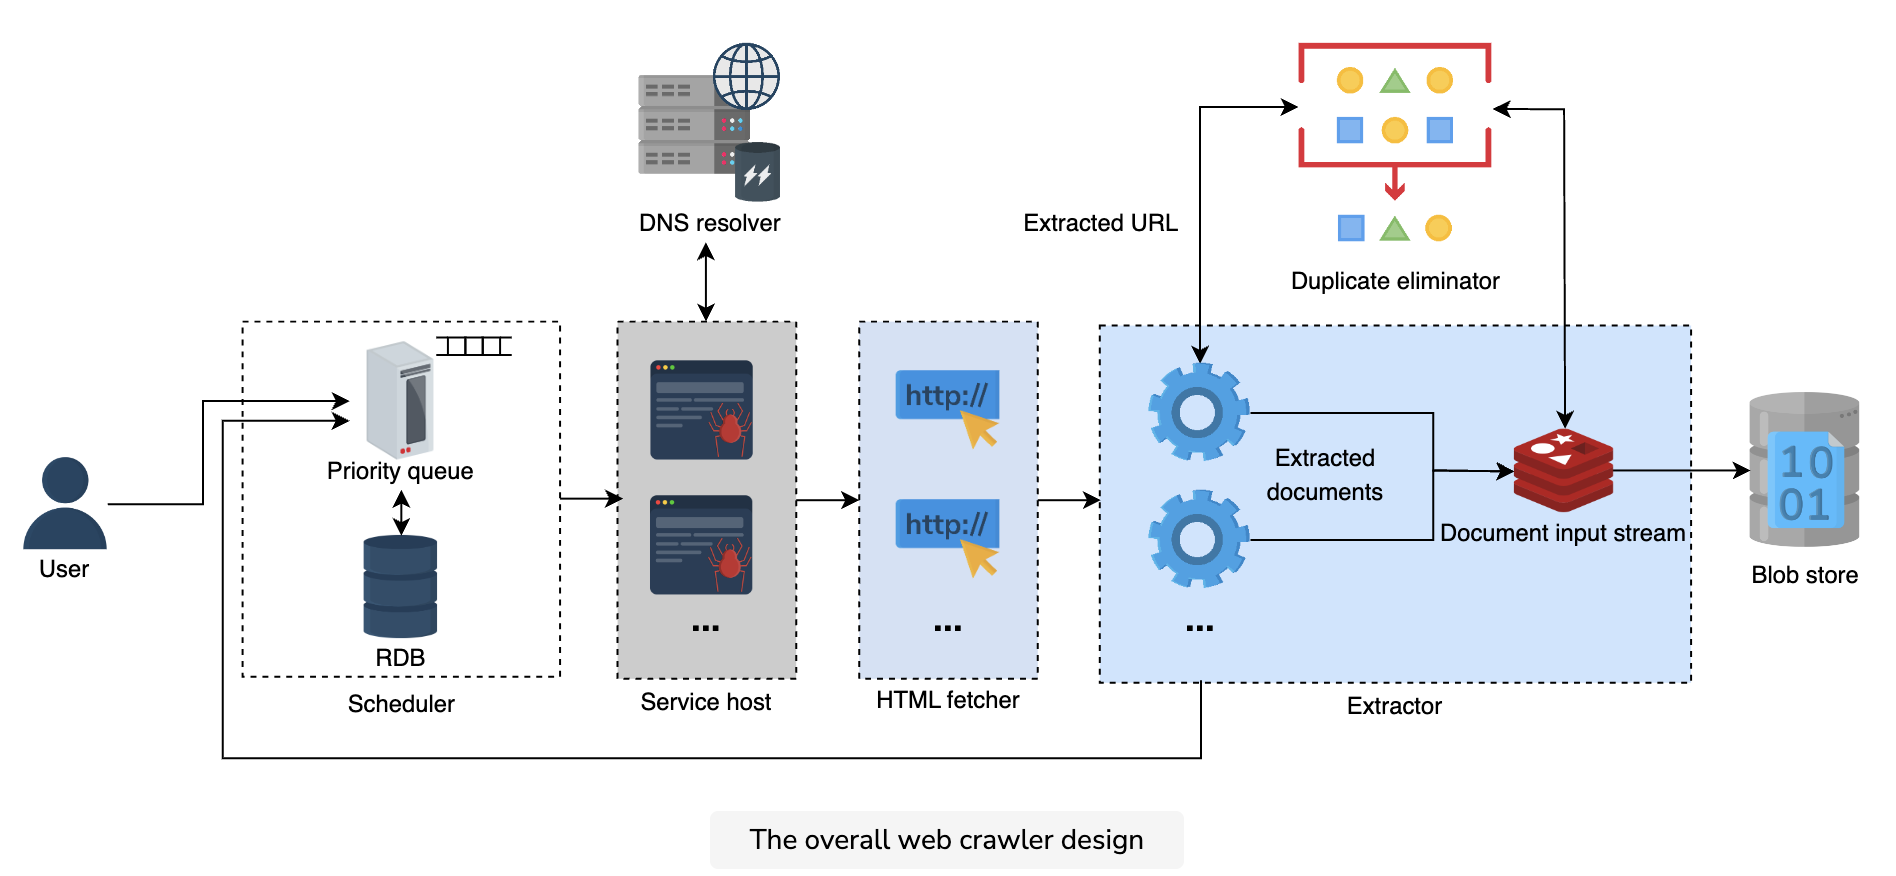 DNS resolver
Extracted URL
Duplicate eliminator
Priority queue
RDB
Scheduler
User
Service host
http://
http://
HTML fetcher
Extracted
documents
Document input stream
Extractor
10
01
Blob store
...
...
...
The overall web crawler design